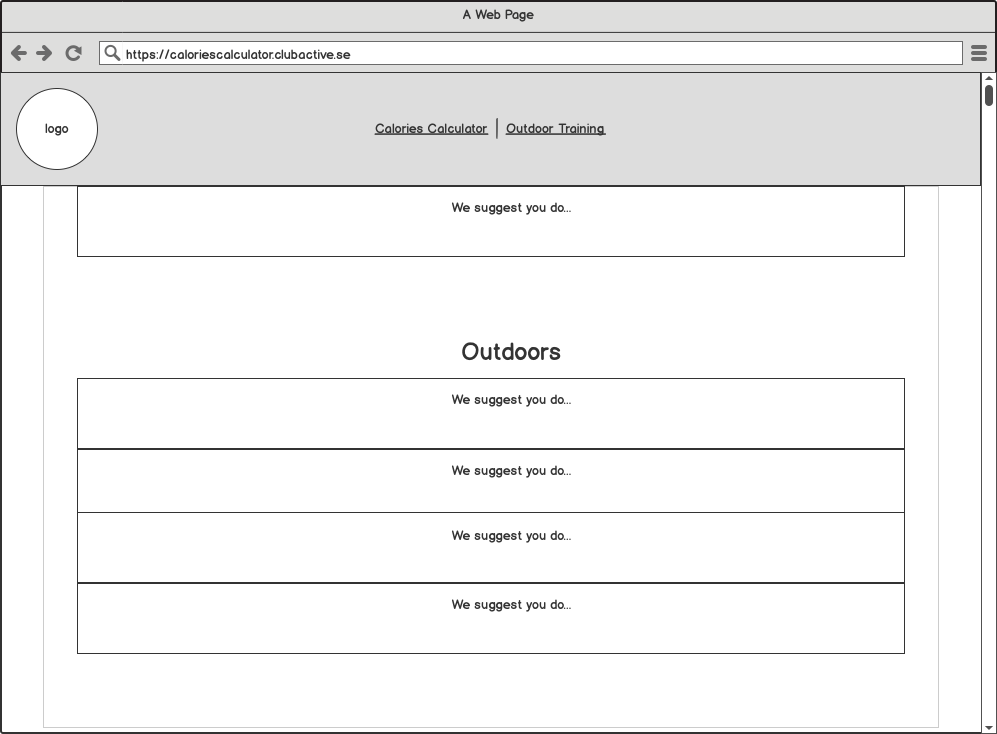 A Web Page
https://caloriescalculator.clubactive.se
logo
Calories Calculator | Outdoor Training
We suggest you do...
Outdoors
We suggest you do...
We suggest you do...
We suggest you do...
We suggest you do...